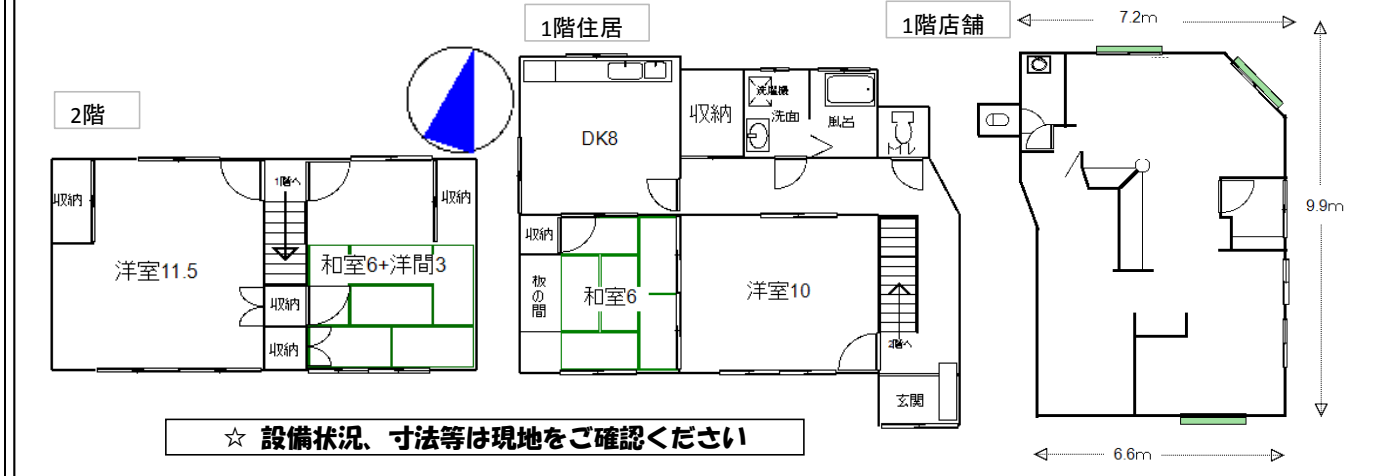 2階
収納
1階へ
収納
洋室11.5
和室6+洋間3
収納
収納
1階住居
DK8
収納
洗濯機
洗面
風呂
トイレ
収納
板の間
和室6
洋室10
2階へ
玄関
1階店舗
7.2m
9.9m
6.6m
☆ 設備状況、寸法等は現地をご確認ください